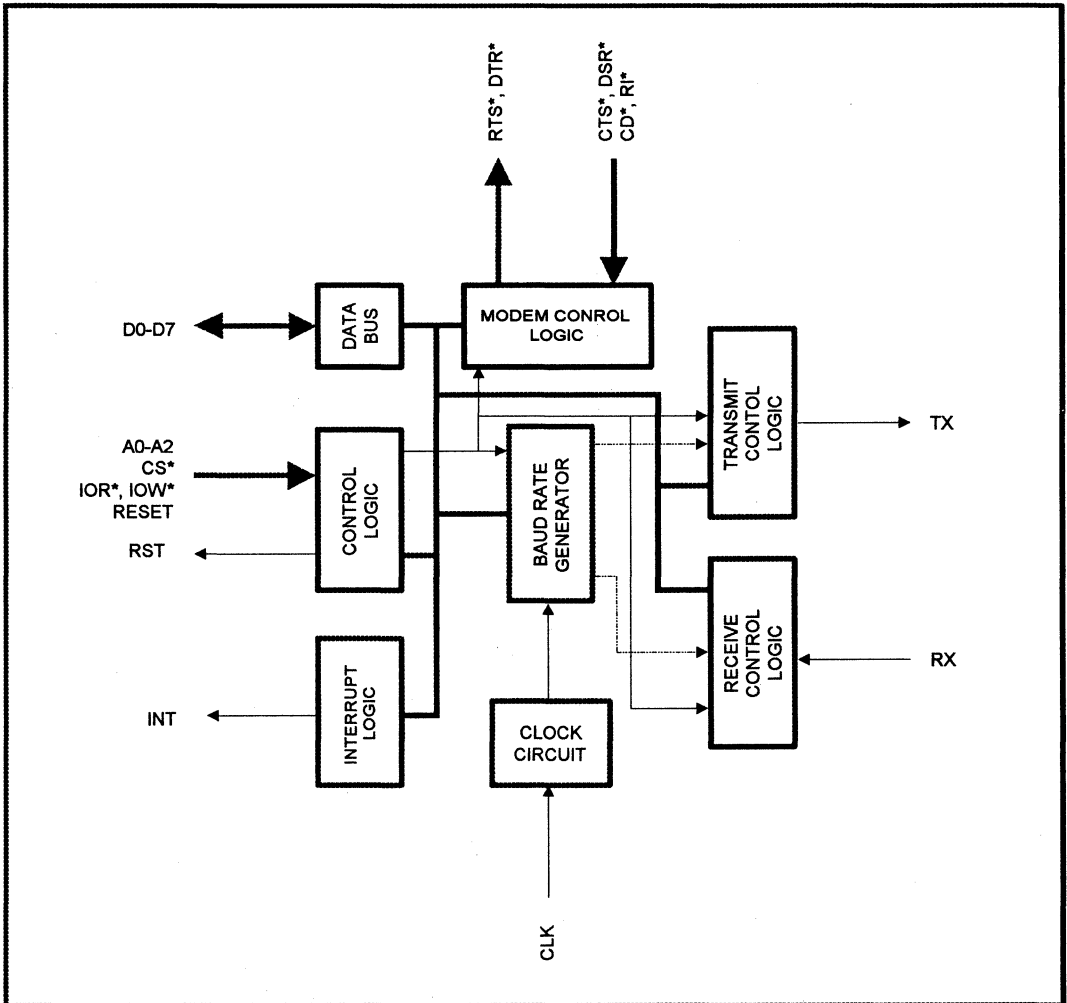 RTS*, DTR*
CTS*, DSR*
CD*, RI*
D0-D7
DATA
BUS
MODEM CONROL
LOGIC
A0-A2
CS*
IOR*, IOW*
RESET
RST
CONTROL
LOGIC
BAUD RATE
GENERATOR
TRANSMIT
CONTOL
LOGIC
TX
INT
INTERRUPT
LOGIC
CLOCK
CIRCUIT
RECEIVE
CONTROL
LOGIC
RX
CLK